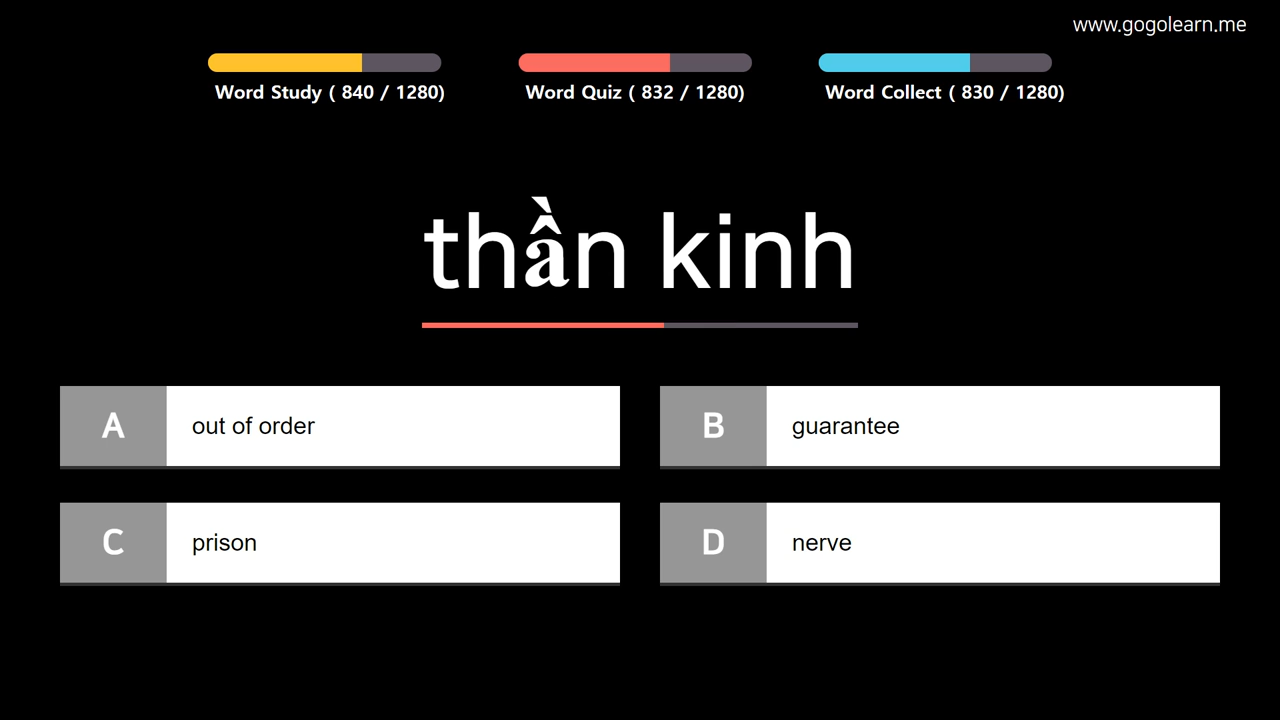 www.gogolearn.me
Word Study ( 840 / 1280)
Word Quiz ( 832 / 1280)
Word Collect ( 830 / 1280)
thần kinh
A out of order
B guarantee
C prison
D nerve